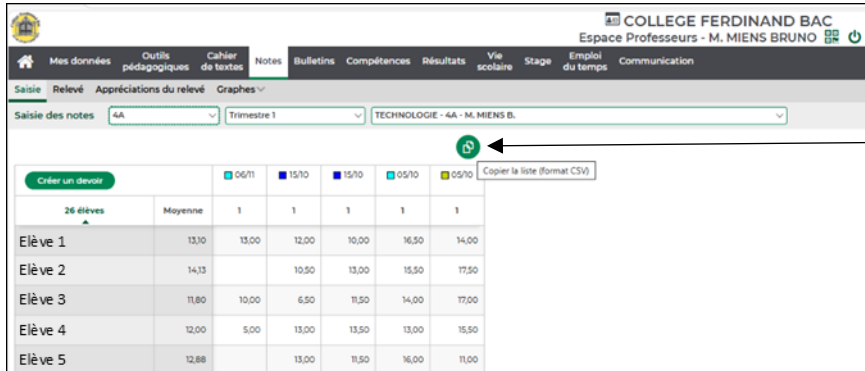 COLLEGE FERDINAND BAC
Espace Professeurs - M. MIENS BRUNO
Mes données Outils pédagogiques Cahier de textes Notes Bulletins Compétences Résultats Vie scolaire Stage Emploi du temps Communication
Saisie Relevé Appréciations du relevé Graphes
Saisie des notes 4A Trimestre 1 TECHNOLOGIE - 4A - M. MIENS B.
Copier la liste (format CSV)
Créer un devoir 06/11 15/10 15/10 05/10 05/10
26 élèves Moyenne 1 1 1 1 1
Elève 1 13,10 13,00 12,00 10,00 16,50 14,00
Elève 2 14,13 10,50 13,00 15,50 17,50
Elève 3 11,80 10,00 6,50 11,50 14,00 17,00
Elève 4 12,00 5,00 13,00 13,50 13,00 15,50
Elève 5 12,88 13,00 11,50 16,00 11,00